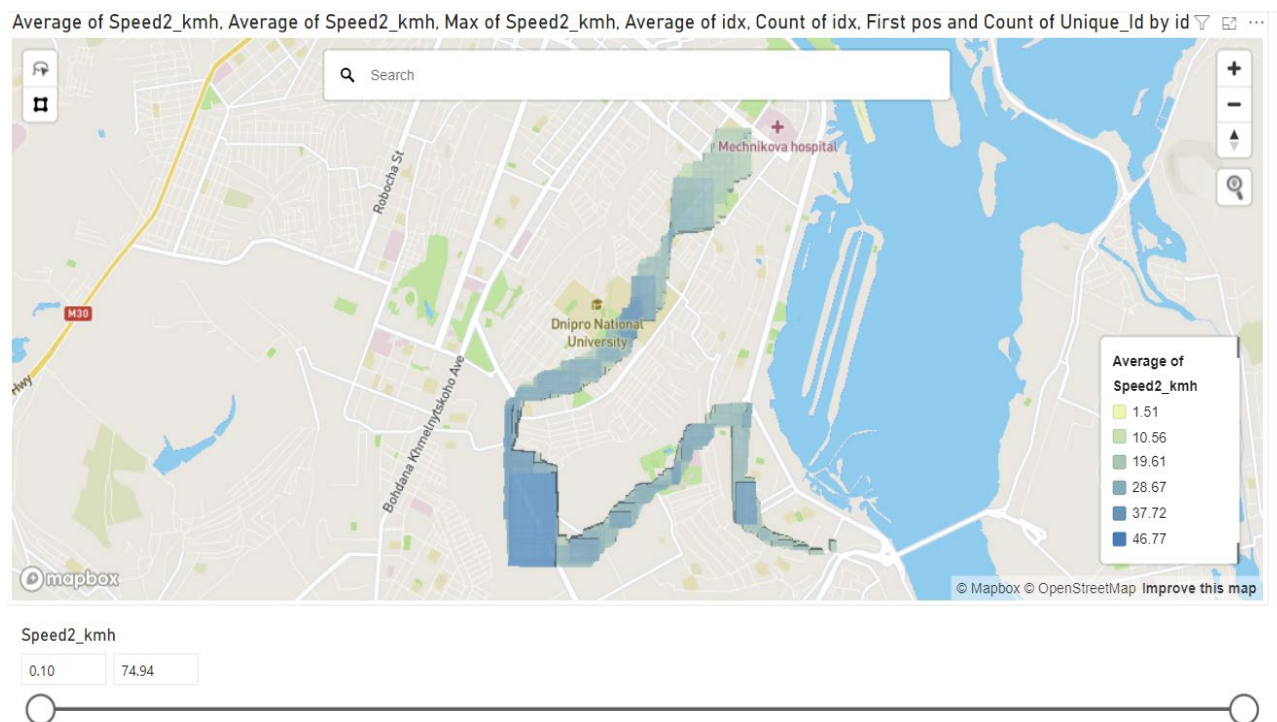 Average of Speed2_kmh, Average of Speed2_kmh, Max of Speed2_kmh, Average of idx, Count of idx, First pos and Count of Unique_Id by id
Search
Mechnikova hospital
Robocha St
M30
Dnipro National
University
Hwy
Bohdana Khmelnytskoho Ave
Average of
Speed2_kmh
1.51
10.56
19.61
28.67
37.72
46.77
mapbox
© Mapbox © OpenStreetMap Improve this map
Speed2_kmh
0.10
74.94